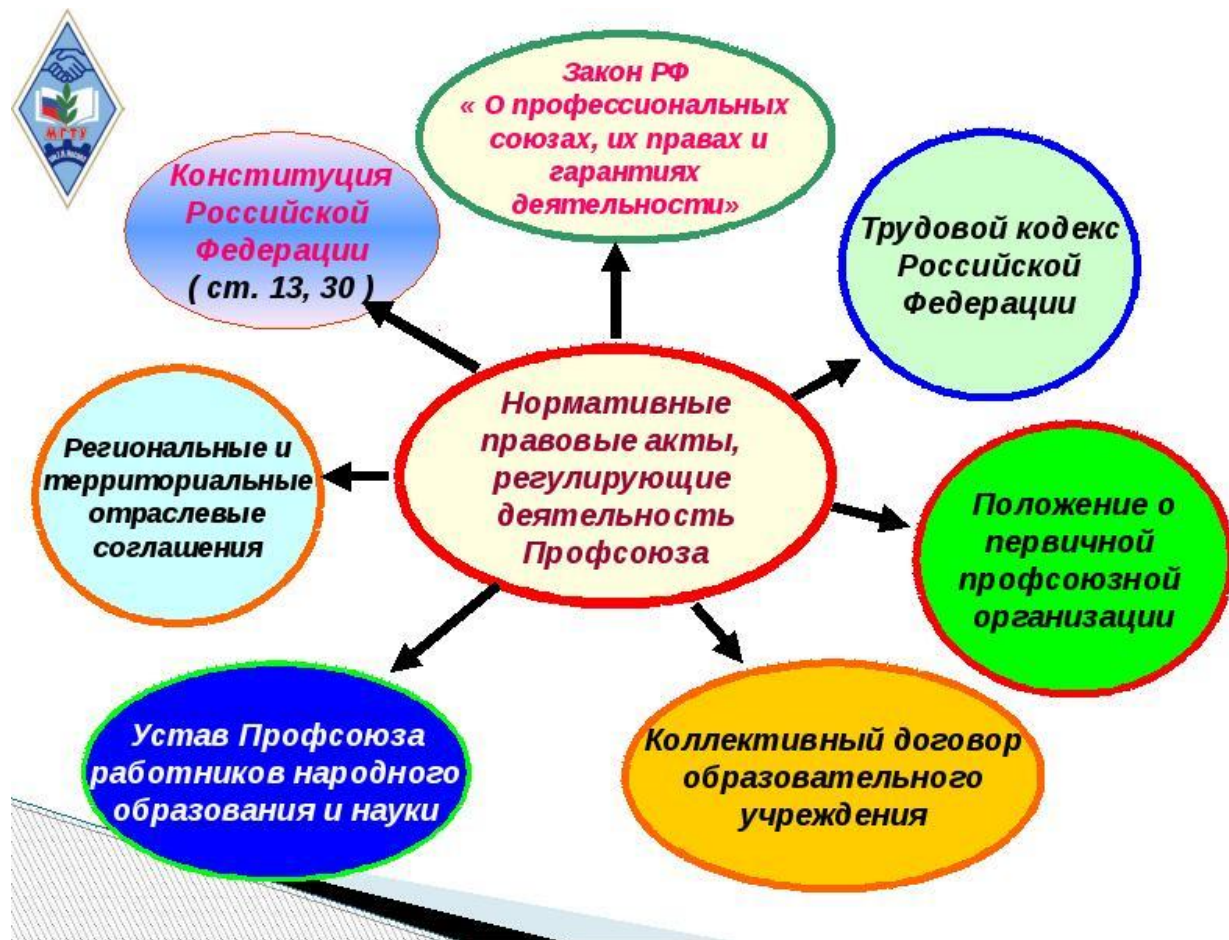 МГТУ
Закон РФ
« О профессиональных
союзах, их правах и
гарантиях
деятельности»
Конституция
Российской
Федерации
( ст. 13, 30 )
Трудовой кодекс
Российской
Федерации
Нормативные
правовые акты,
регулирующие
деятельность
Профсоюза
Региональные и
территориальные
отраслевые
соглашения
Положение о
первичной
профсоюзной
организации
Устав Профсоюза
работников народного
образования и науки
Коллективный договор
образовательного
учреждения